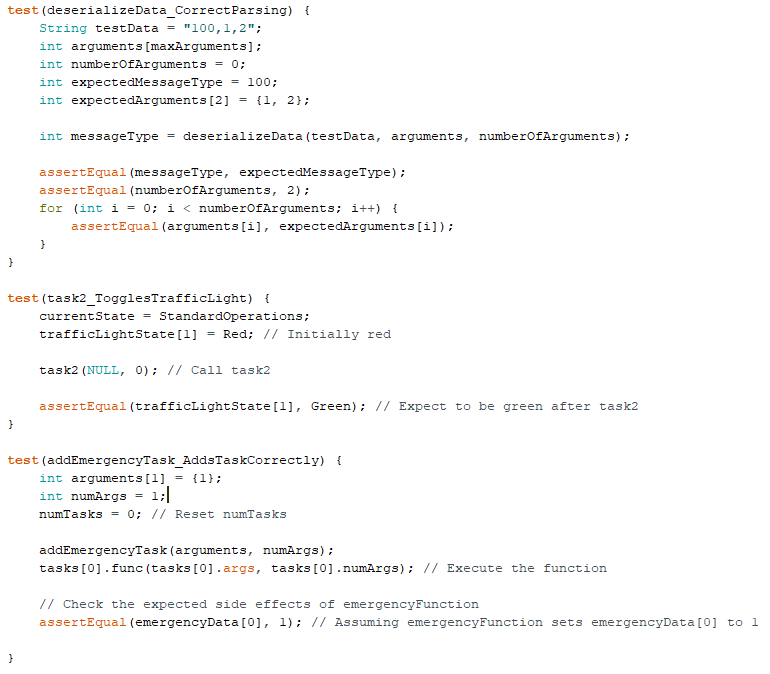 test(deserializeData_CorrectParsing) {
    String testData = "100,1,2";
    int arguments[maxArguments];
    int numberOfArguments = 0;
    int expectedMessageType = 100;
    int expectedArguments[2] = {1, 2};

    int messageType = deserializeData(testData, arguments, numberOfArguments);

    assertEqual(messageType, expectedMessageType);
    assertEqual(numberOfArguments, 2);
    for (int i = 0; i < numberOfArguments; i++) {
        assertEqual(arguments[i], expectedArguments[i]);
    }
}

test(task2_TogglesTrafficLight) {
    currentState = StandardOperations;
    trafficLightState[1] = Red; // Initially red

    task2(NULL, 0); // Call task2

    assertEqual(trafficLightState[1], Green); // Expect to be green after task2
}

test(addEmergencyTask_AddsTaskCorrectly) {
    int arguments[1] = {1};
    int numArgs = 1;
    numTasks = 0; // Reset numTasks

    addEmergencyTask(arguments, numArgs);
    tasks[0].func(tasks[0].args, tasks[0].numArgs); // Execute the function

    // Check the expected side effects of emergencyFunction
    assertEqual(emergencyData[0], 1); // Assuming emergencyFunction sets emergencyData[0] to 1

}